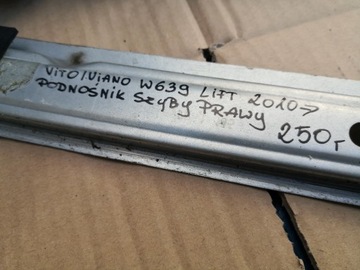 VITO/VIANO W639 LIFT 2010->
PODNOŚNIK SZYBY PRAWY
250,-